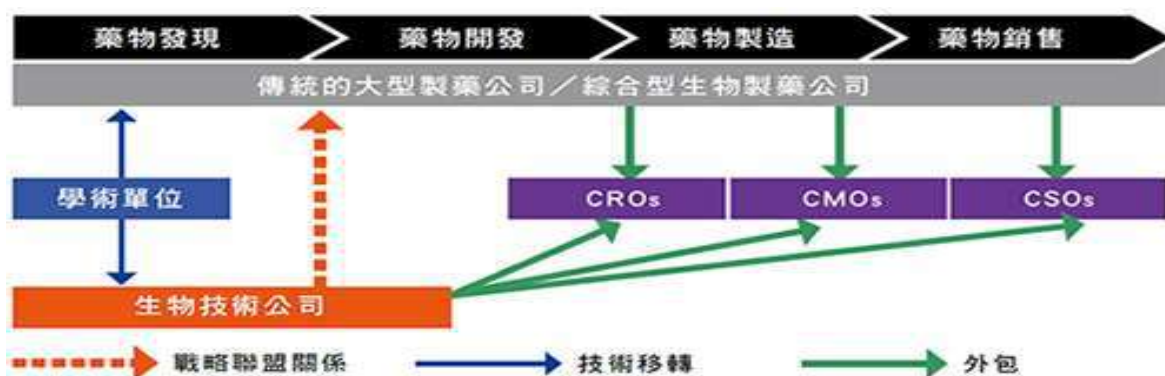 藥物發現 藥物開發 藥物製造 藥物銷售
傳統的大型製藥公司／綜合型生物製藥公司
學術單位 CROs CMOs CSOs
生物技術公司
戰略聯盟關係 技術移轉 外包